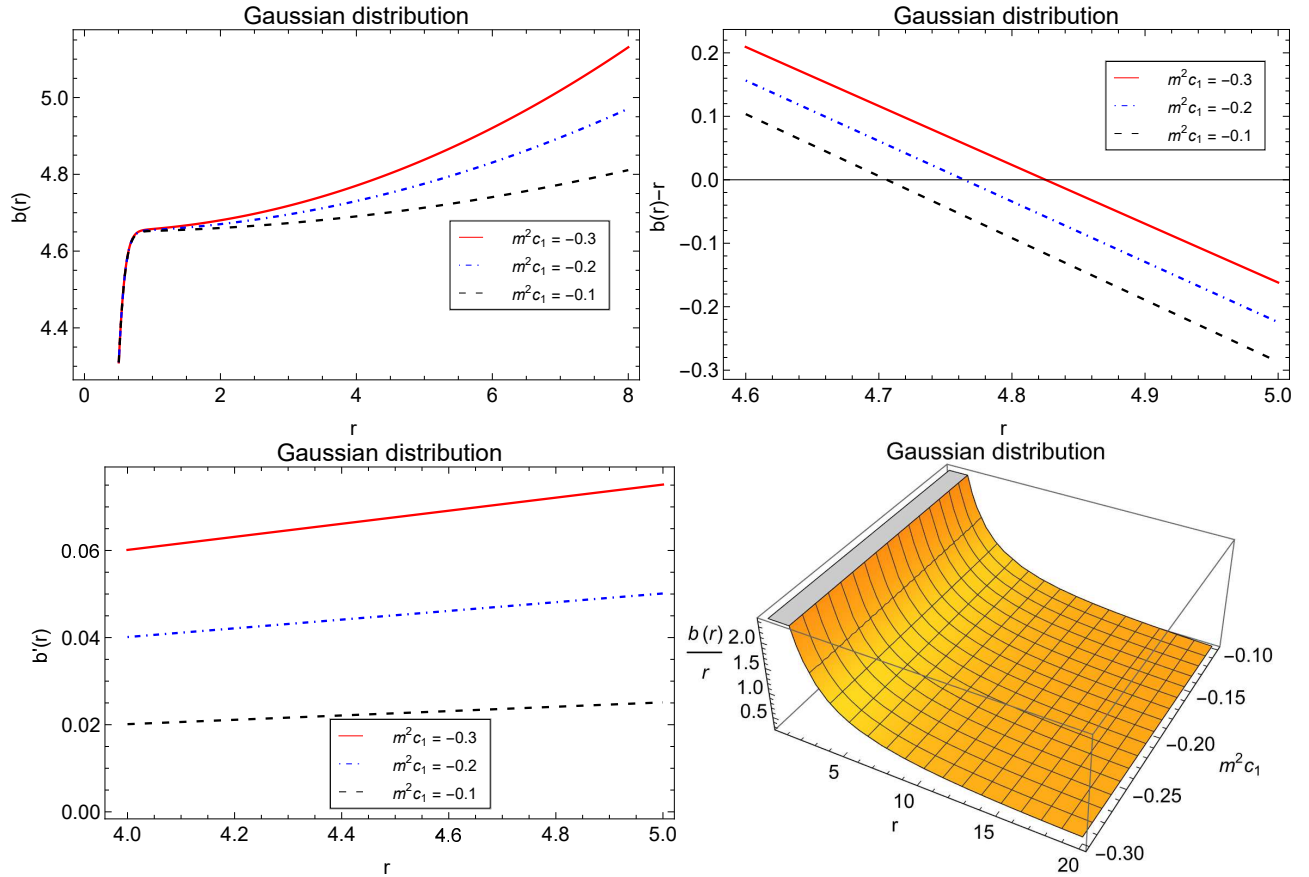 Gaussian distribution
b(r)
5.0
4.8
4.6
4.4
m²c₁ = −0.3
m²c₁ = −0.2
m²c₁ = −0.1
0 2 4 6 8
r
Gaussian distribution
b(r)−r
0.2
0.1
0.0
−0.1
−0.2
−0.3
m²c₁ = −0.3
m²c₁ = −0.2
m²c₁ = −0.1
4.6 4.7 4.8 4.9 5.0
r
Gaussian distribution
b'(r)
0.06
0.04
0.02
0.00
m²c₁ = −0.3
m²c₁ = −0.2
m²c₁ = −0.1
4.0 4.2 4.4 4.6 4.8 5.0
r
Gaussian distribution
b(r)
r
2.0
1.5
1.0
0.5
5
10
15
20
r
−0.10
−0.15
−0.20
−0.25
−0.30
m²c₁